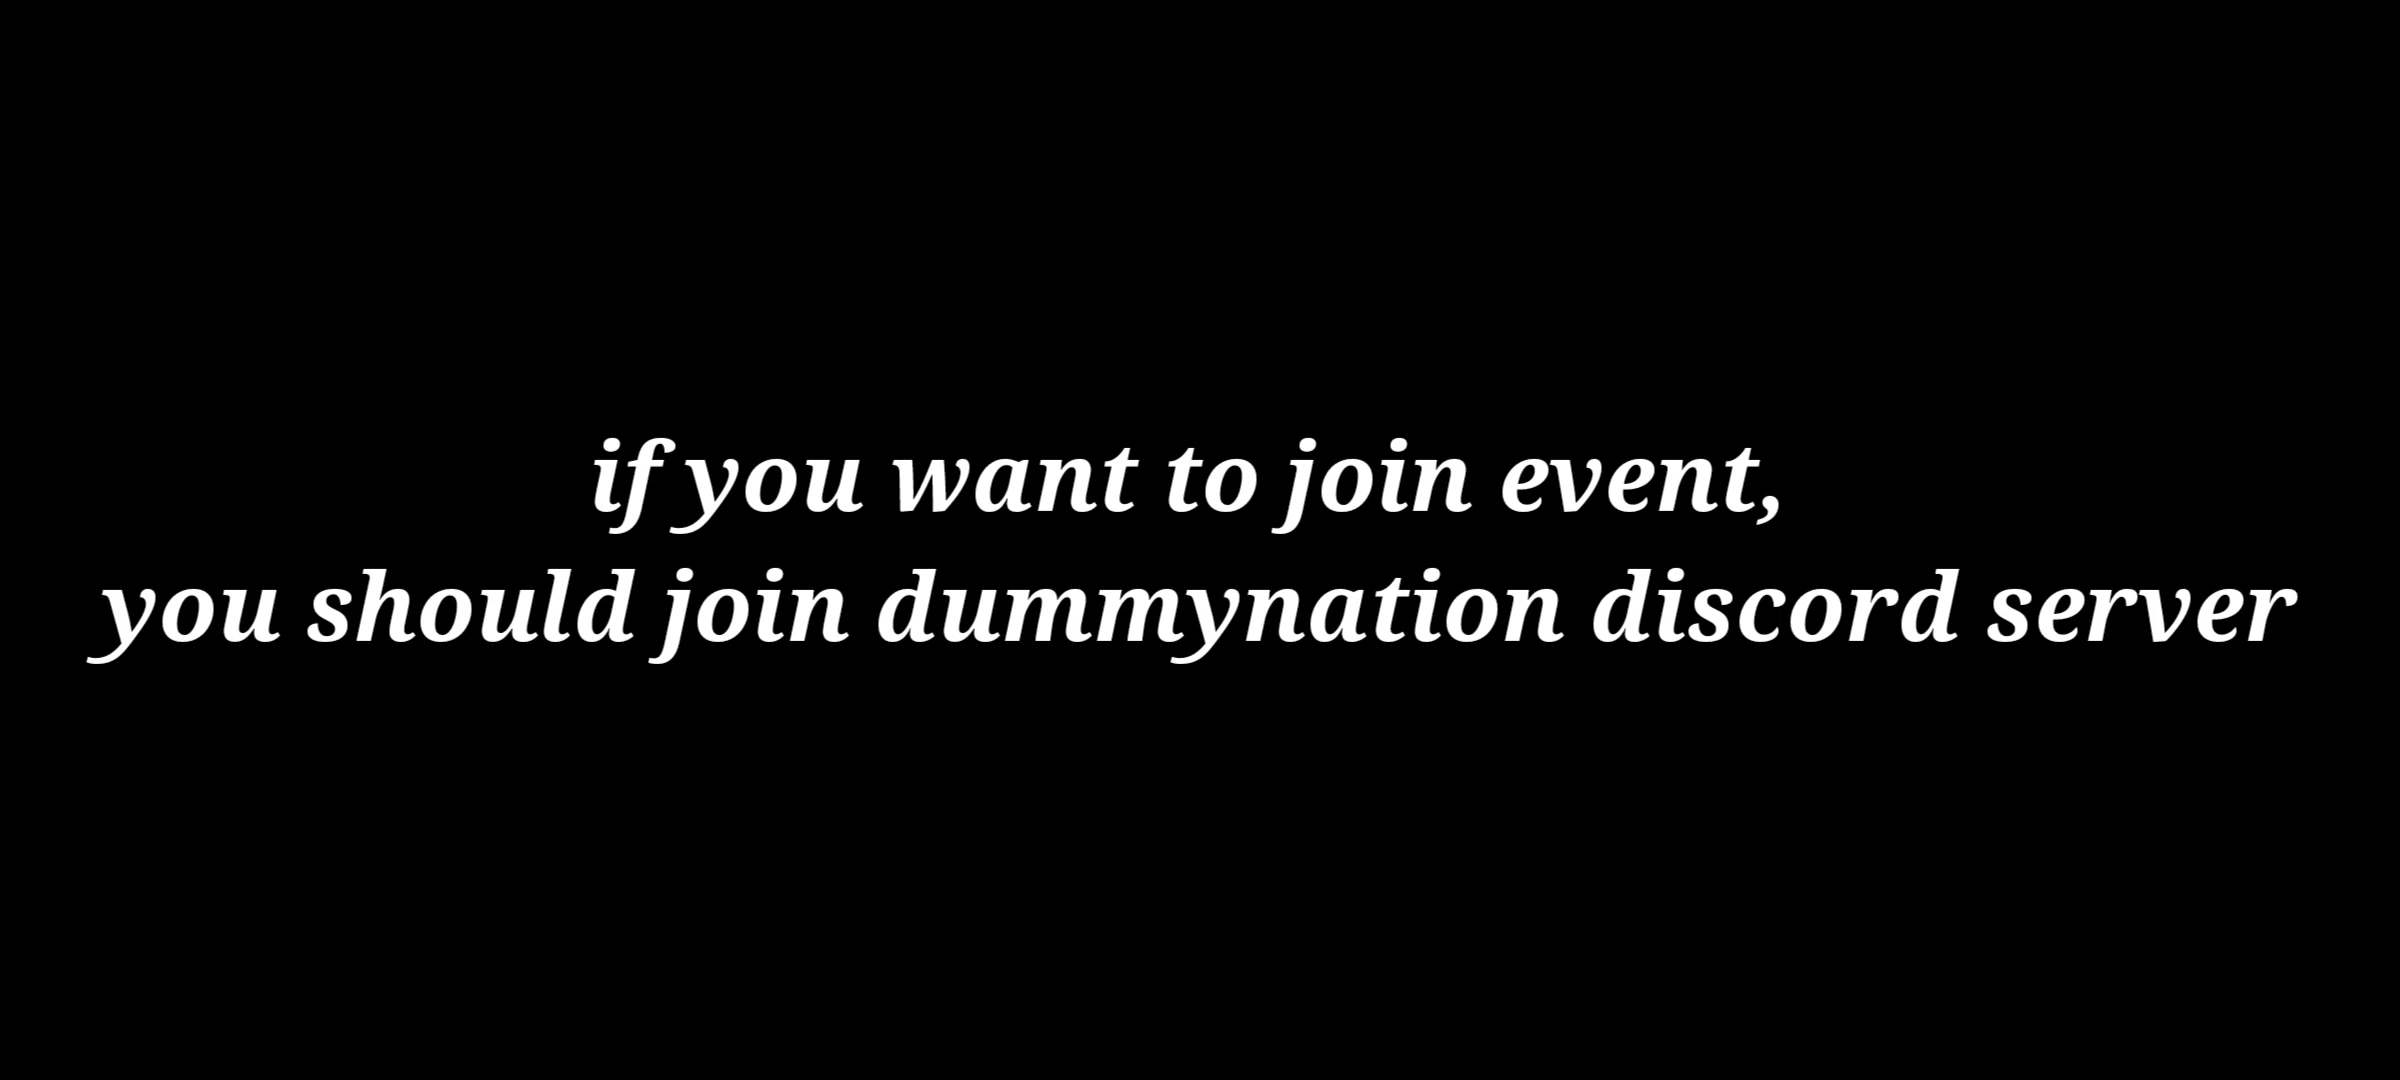 if you want to join event,
you should join dummynation discord server